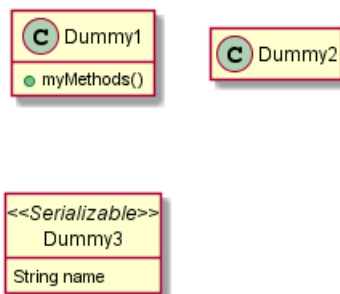 C Dummy1
myMethods()
C Dummy2
<<Serializable>>
Dummy3
String name